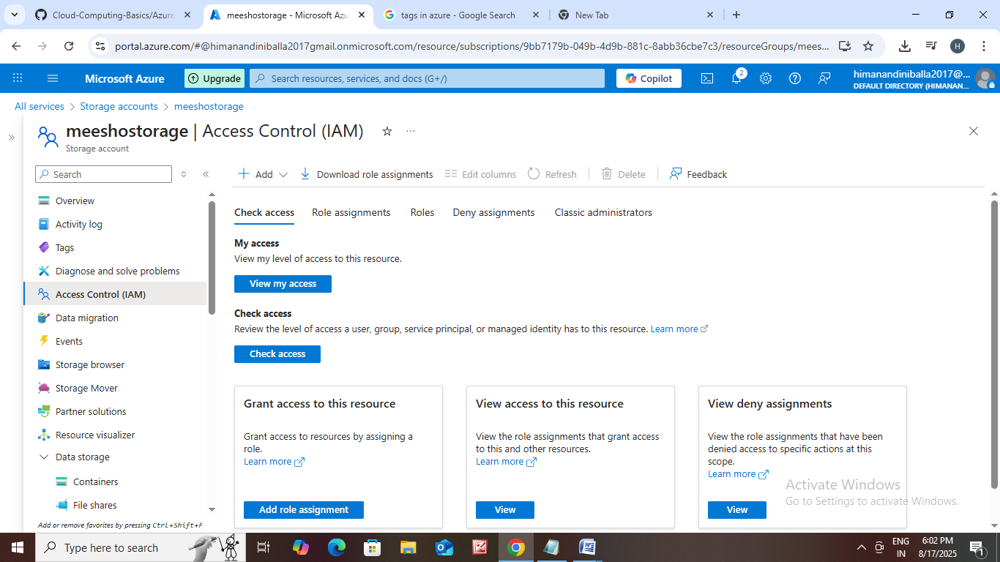 Cloud-Computing-Basics/Azure
meeshostorage - Microsoft Azu
tags in azure - Google Search
New Tab
portal.azure.com/#@himanandiniballa2017gmail.onmicrosoft.com/resource/subscriptions/9bb7179b-049b-4d9b-881c-8abb36cbe7c3/resourceGroups/mees...
H
Microsoft Azure
Upgrade
Search resources, services, and docs (G+/)
Copilot
2
himanandiniballa2017@...
DEFAULT DIRECTORY (HIMANAN...
All services > Storage accounts > meeshostorage
meeshostorage | Access Control (IAM)
Storage account
Search
Add
Download role assignments
Edit columns
Refresh
Delete
Feedback
Overview
Activity log
Tags
Diagnose and solve problems
Access Control (IAM)
Data migration
Events
Storage browser
Storage Mover
Partner solutions
Resource visualizer
Data storage
Containers
File shares
Add or remove favorites by pressing Ctrl+Shift+F
Check access
Role assignments
Roles
Deny assignments
Classic administrators
My access
View my level of access to this resource.
View my access
Check access
Review the level of access a user, group, service principal, or managed identity has to this resource. Learn more
Check access
Grant access to this resource
Grant access to resources by assigning a
role.
Learn more
Add role assignment
View access to this resource
View the role assignments that grant access
to this and other resources.
Learn more
View
View deny assignments
View the role assignments that have been
denied access to specific actions at this
scope.
Learn more
View
Activate Windows
Go to Settings to activate Windows.
Type here to search
ENG
IN
6:02 PM
8/17/2025
1